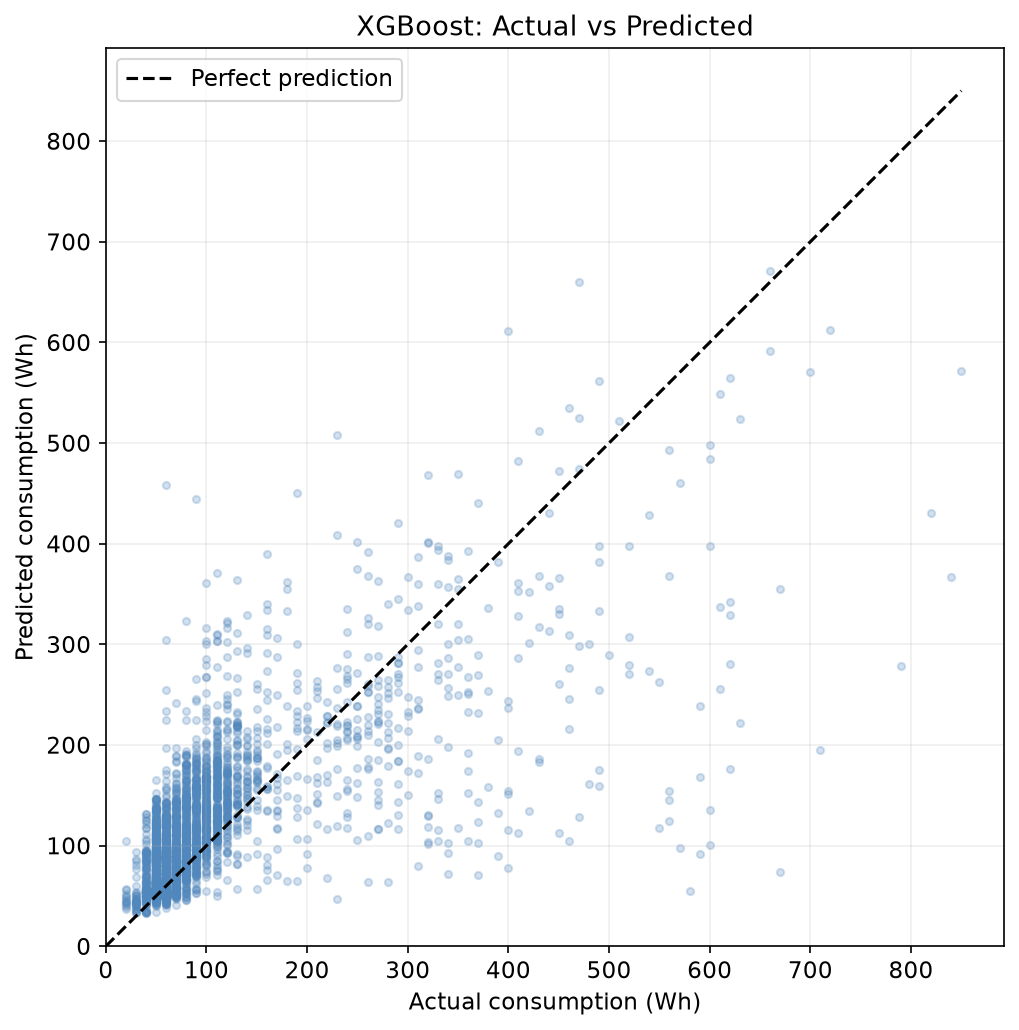 XGBoost: Actual vs Predicted
Perfect prediction
800
700
600
500
400
300
200
100
0
Predicted consumption (Wh)
0 100 200 300 400 500 600 700 800
Actual consumption (Wh)